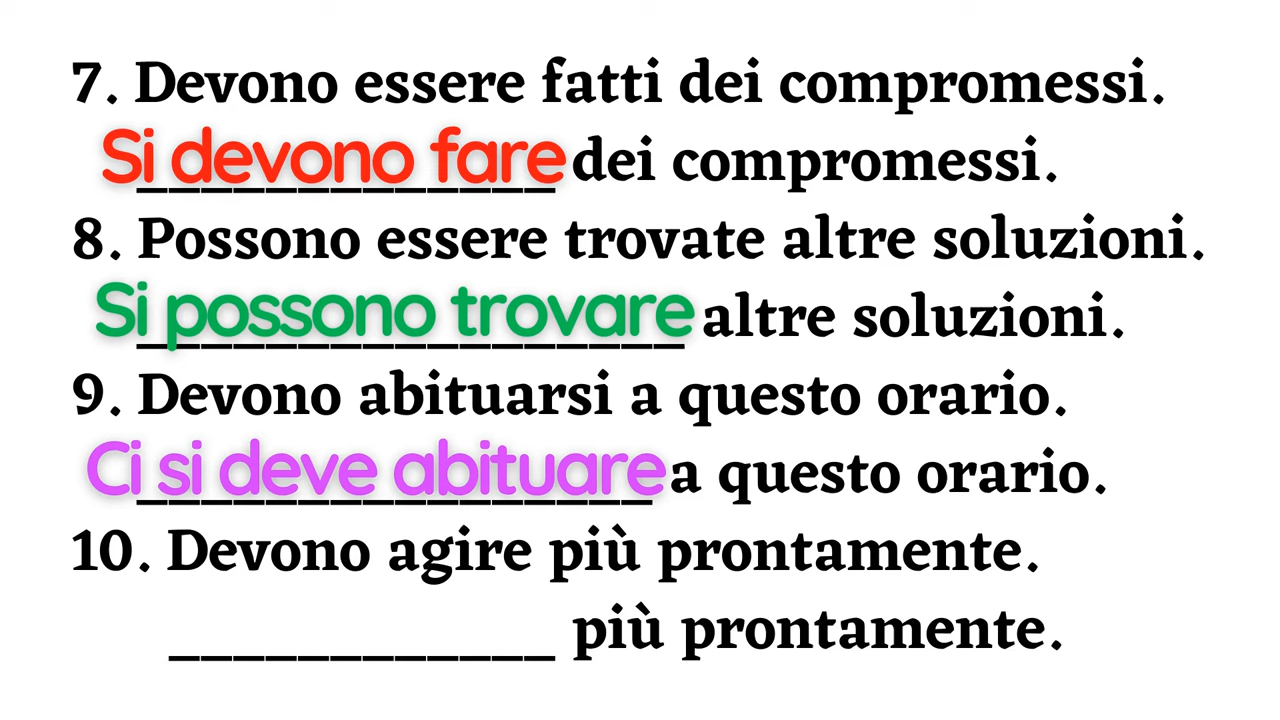 7. Devono essere fatti dei compromessi.
Si devono fare dei compromessi.
8. Possono essere trovate altre soluzioni.
Si possono trovare altre soluzioni.
9. Devono abituarsi a questo orario.
Ci si deve abituare a questo orario.
10. Devono agire più prontamente.
____________ più prontamente.